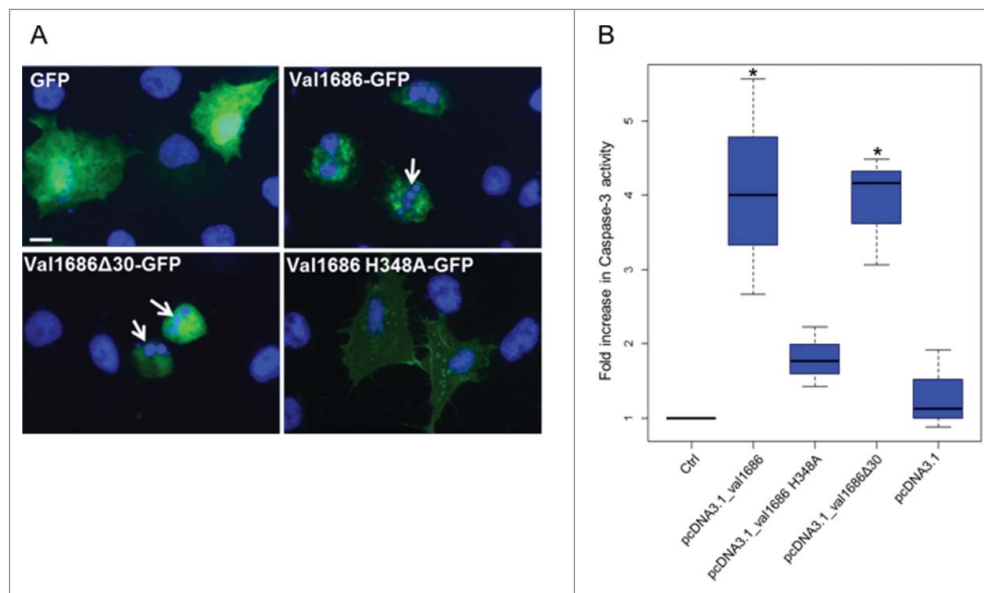 A
GFP
Val1686-GFP
Val1686Δ30-GFP
Val1686 H348A-GFP
B
Fold increase in Caspase-3 activity
5
4
3
2
1
*
*
Ctrl
pcDNA3.1_val1686
pcDNA3.1_val1686 H348A
pcDNA3.1_val1686Δ30
pcDNA3.1